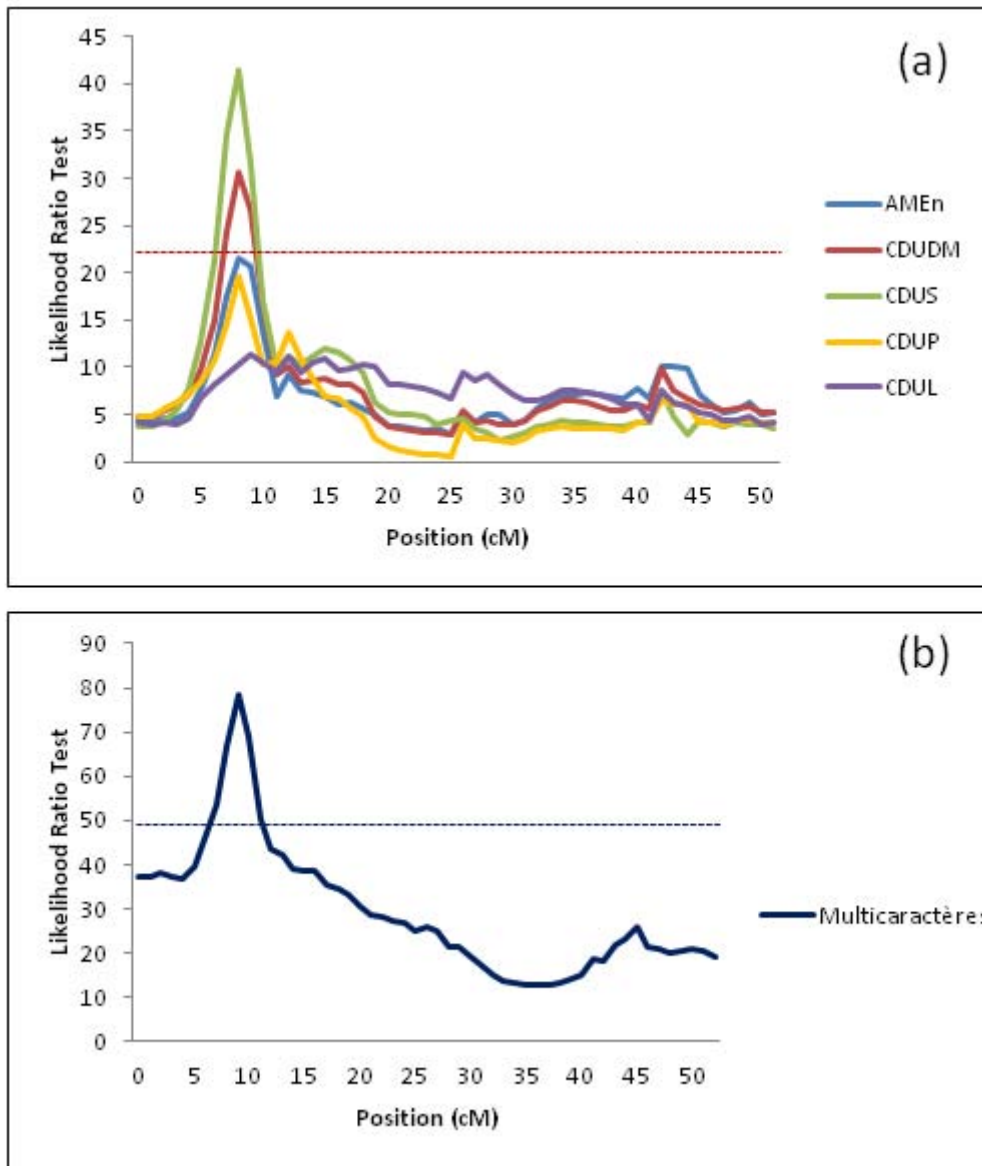 (a)
Likelihood Ratio Test
45
40
35
30
25
20
15
10
5
0
0 5 10 15 20 25 30 35 40 45 50
Position (cM)
AMEn
CDUDM
CDUS
CDUP
CDUL
(b)
Likelihood Ratio Test
90
80
70
60
50
40
30
20
10
0
0 5 10 15 20 25 30 35 40 45 50
Position (cM)
Multicaractères